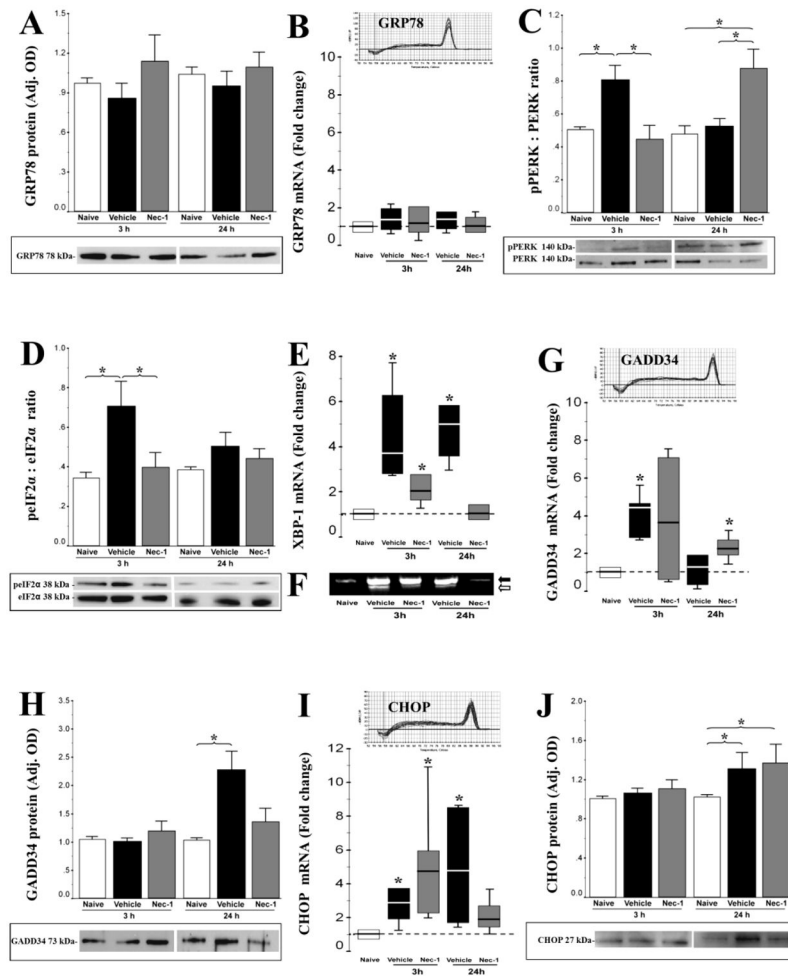 A
GRP78 protein (Adj. OD)
1.5
1.2
.9
.6
.3
0.0
Naive Vehicle Nec-1 Naive Vehicle Nec-1
3 h 24 h
GRP78 78 kDa-
B
GRP78
GRP78 mRNA (Fold change)
10
8
6
4
2
0
Naive Vehicle Nec-1 Vehicle Nec-1
3h 24h
C
pPERK : PERK ratio
1.2
1.0
.8
.6
.4
.2
0.0
* * * *
Naive Vehicle Nec-1 Naive Vehicle Nec-1
3 h 24 h
pPERK 140 kDa-
PERK 140 kDa-
D
peIF2α : eIF2α ratio
1.0
.8
.6
.4
.2
0.0
* *
Naive Vehicle Nec-1 Naive Vehicle Nec-1
3 h 24 h
peIF2α 38 kDa
eIF2α 38 kDa
E
XBP-1 mRNA (Fold change)
8
6
4
2
0
* * *
Naive Vehicle Nec-1 Vehicle Nec-1
3h 24h
F
Naive Vehicle Nec-1 Vehicle Nec-1
3h 24h
G
GADD34
GADD34 mRNA (Fold change)
10
8
6
4
2
0
* *
Naive Vehicle Nec-1 Vehicle Nec-1
3h 24h
H
GADD34 protein (Adj. OD)
3.5
3.0
2.5
2.0
1.5
1.0
.5
0.0
*
Naive Vehicle Nec-1 Naive Vehicle Nec-1
3 h 24 h
GADD34 73 kDa-
I
CHOP
CHOP mRNA (Fold change)
12
10
8
6
4
2
0
* * *
Naive Vehicle Nec-1 Vehicle Nec-1
3h 24h
J
CHOP protein (Adj. OD)
1.8
1.5
1.2
.9
.6
.3
0.0
* *
Naive Vehicle Nec-1 Naive Vehicle Nec-1
3 h 24 h
CHOP 27 kDa-